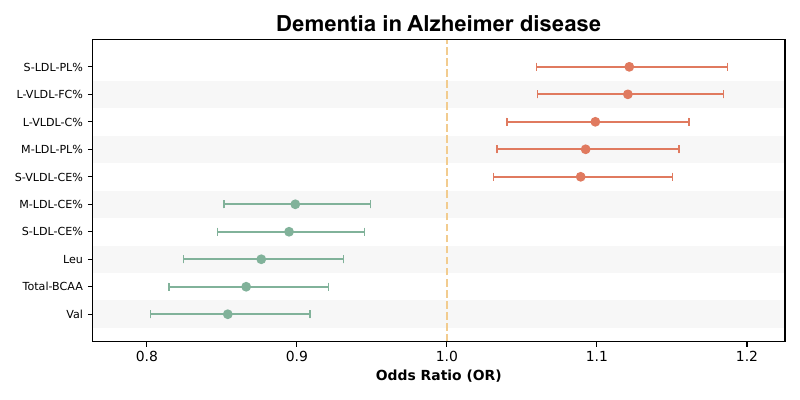 Dementia in Alzheimer disease
S-LDL-PL%
L-VLDL-FC%
L-VLDL-C%
M-LDL-PL%
S-VLDL-CE%
M-LDL-CE%
S-LDL-CE%
Leu
Total-BCAA
Val
0.8 0.9 1.0 1.1 1.2
Odds Ratio (OR)